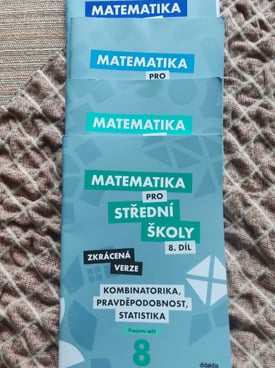 MATEMATIKA
MATEMATIKA
PRO
MATEMATIKA
MATEMATIKA
PRO
STŘEDNÍ
ŠKOLY
8. DÍL
ZKRÁCENÁ
VERZE
KOMBINATORIKA,
PRAVDĚPODOBNOST,
STATISTIKA
Pracovní sešit
8
didaktis